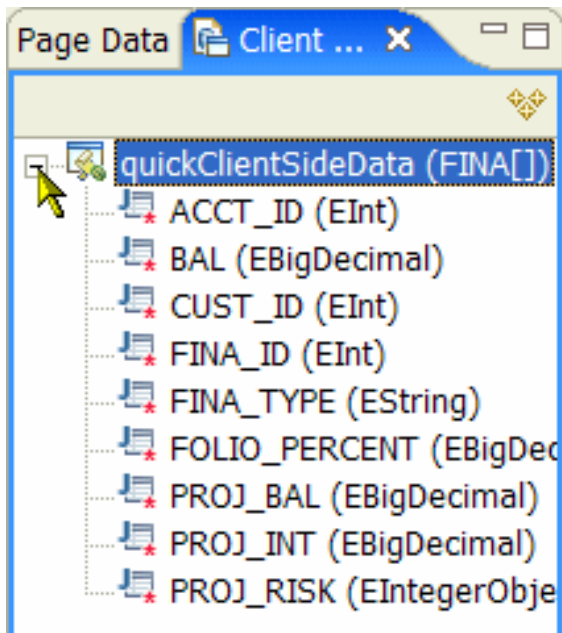 Page Data Client ...
quickClientSideData (FINA[])
ACCT_ID (EInt)
BAL (EBigDecimal)
CUST_ID (EInt)
FINA_ID (EInt)
FINA_TYPE (EString)
FOLIO_PERCENT (EBigDec
PROJ_BAL (EBigDecimal)
PROJ_INT (EBigDecimal)
PROJ_RISK (EIntegerObje